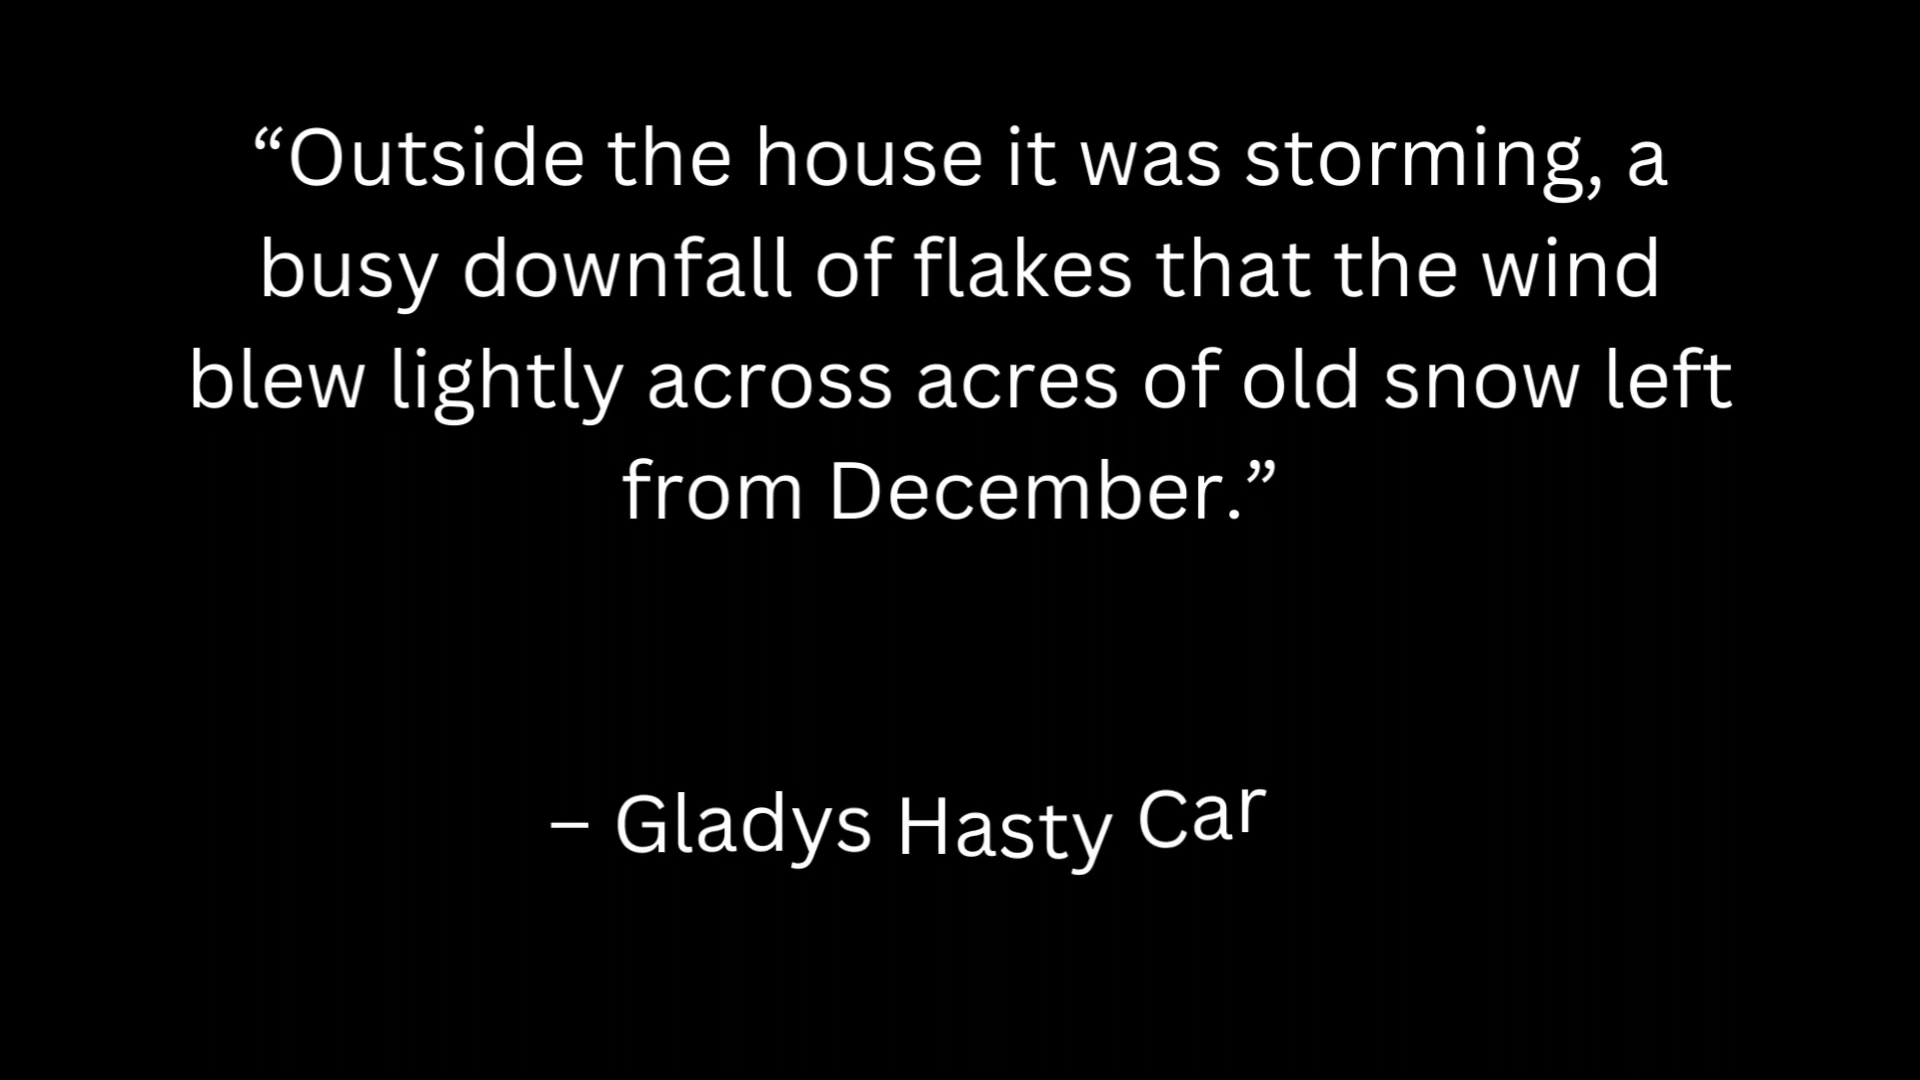 “Outside the house it was storming, a
busy downfall of flakes that the wind
blew lightly across acres of old snow left
from December.”
– Gladys Hasty Car